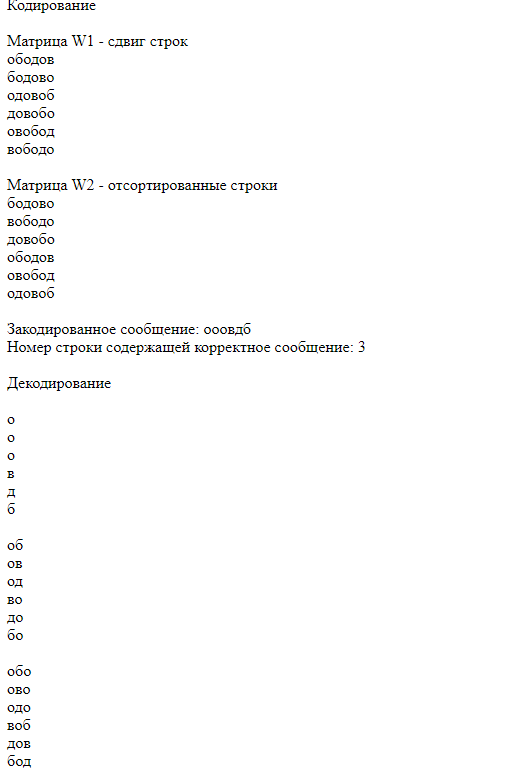 Кодирование
Матрица W1 - сдвиг строк
ободов
бодово
одовоб
довобо
овобод
вободо
Матрица W2 - отсортированные строки
бодово
вободо
довобо
ободов
овобод
одовоб
Закодированное сообщение: ооовдб
Номер строки содержащей корректное сообщение: 3
Декодирование
о
о
о
в
д
б
об
ов
од
во
до
бо
обо
ово
одо
воб
дов
бод